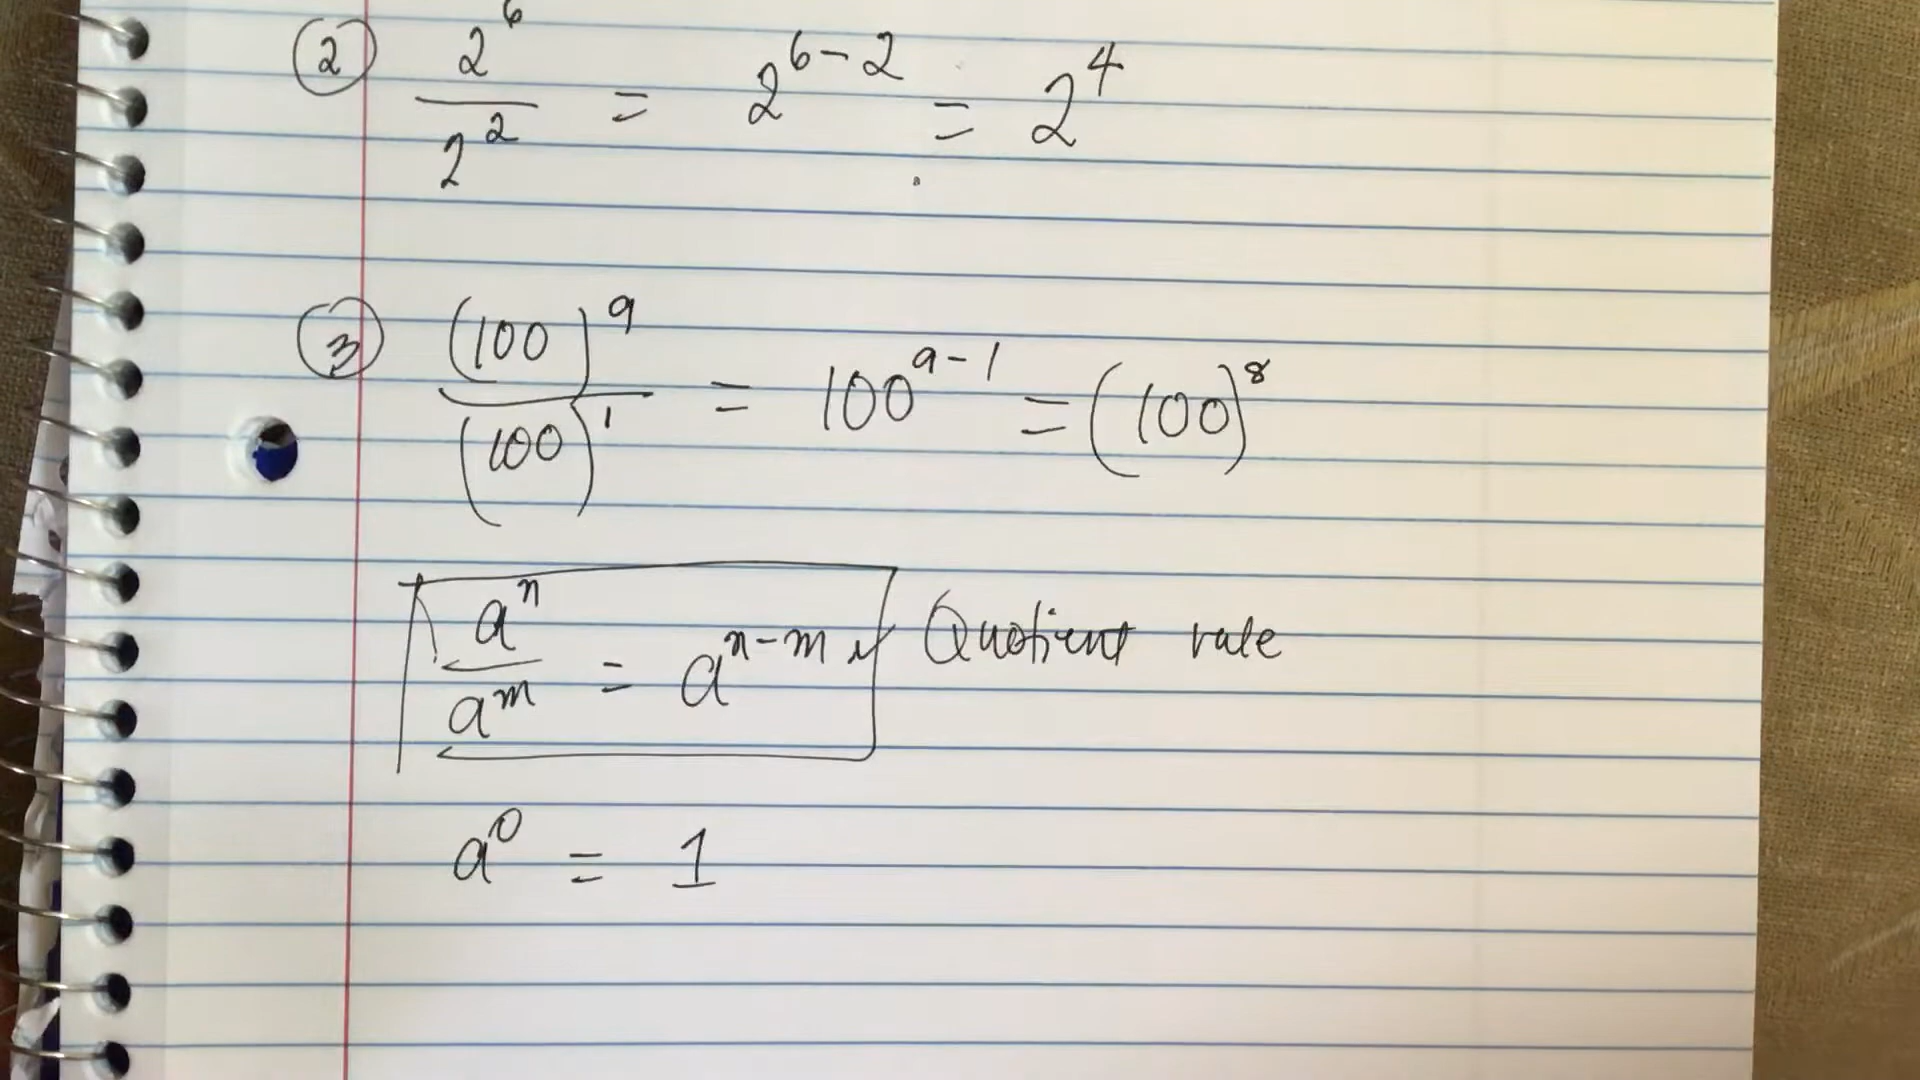 ② 2^6 / 2^2 = 2^(6-2) = 2^4
③ (100)^9 / (100)^1 = 100^(9-1) = (100)^8
a^n / a^m = a^(n-m) Quotient rule
a^0 = 1